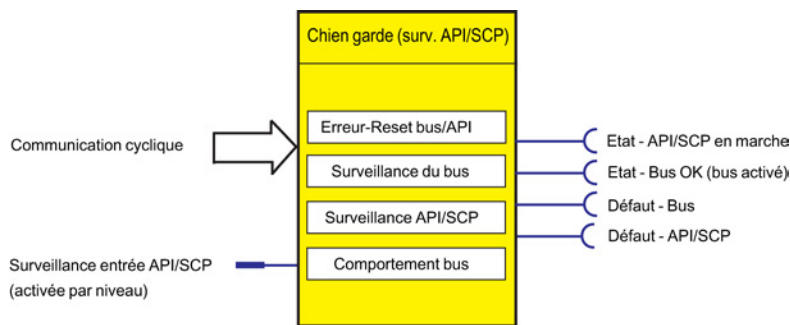 Chien garde (surv. API/SCP)
Communication cyclique
Erreur-Reset bus/API
Surveillance du bus
Surveillance API/SCP
Comportement bus
Etat - API/SCP en marche
Etat - Bus OK (bus activé)
Défaut - Bus
Défaut - API/SCP
Surveillance entrée API/SCP
(activée par niveau)